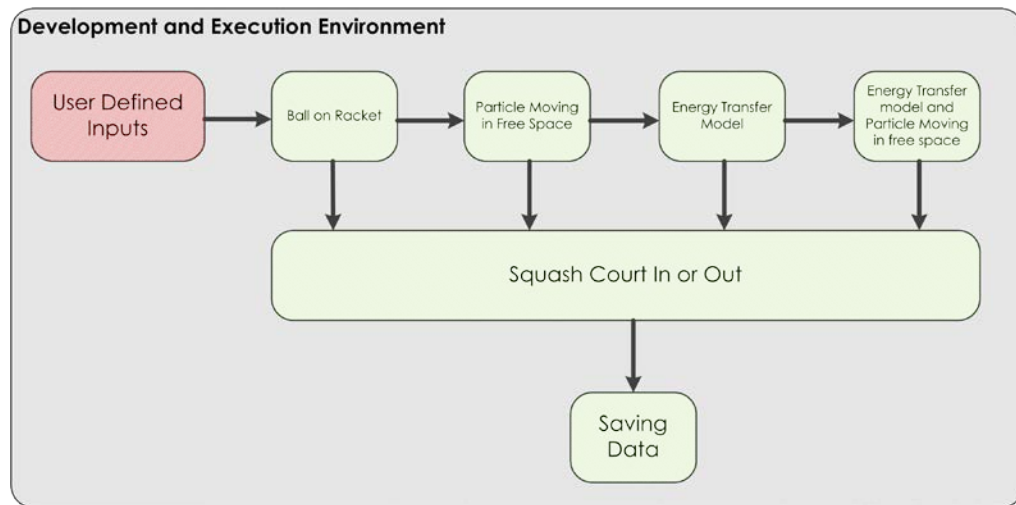 Development and Execution Environment
User Defined
Inputs
Ball on Racket
Particle Moving
in Free Space
Energy Transfer
Model
Energy Transfer
model and
Particle Moving
in free space
Squash Court In or Out
Saving
Data